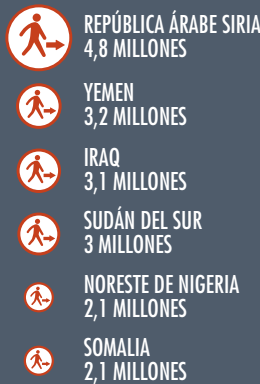 REPÚBLICA ÁRABE SIRIA
4,8 MILLONES
YEMEN
3,2 MILLONES
IRAQ
3,1 MILLONES
SUDÁN DEL SUR
3 MILLONES
NORESTE DE NIGERIA
2,1 MILLONES
SOMALIA
2,1 MILLONES